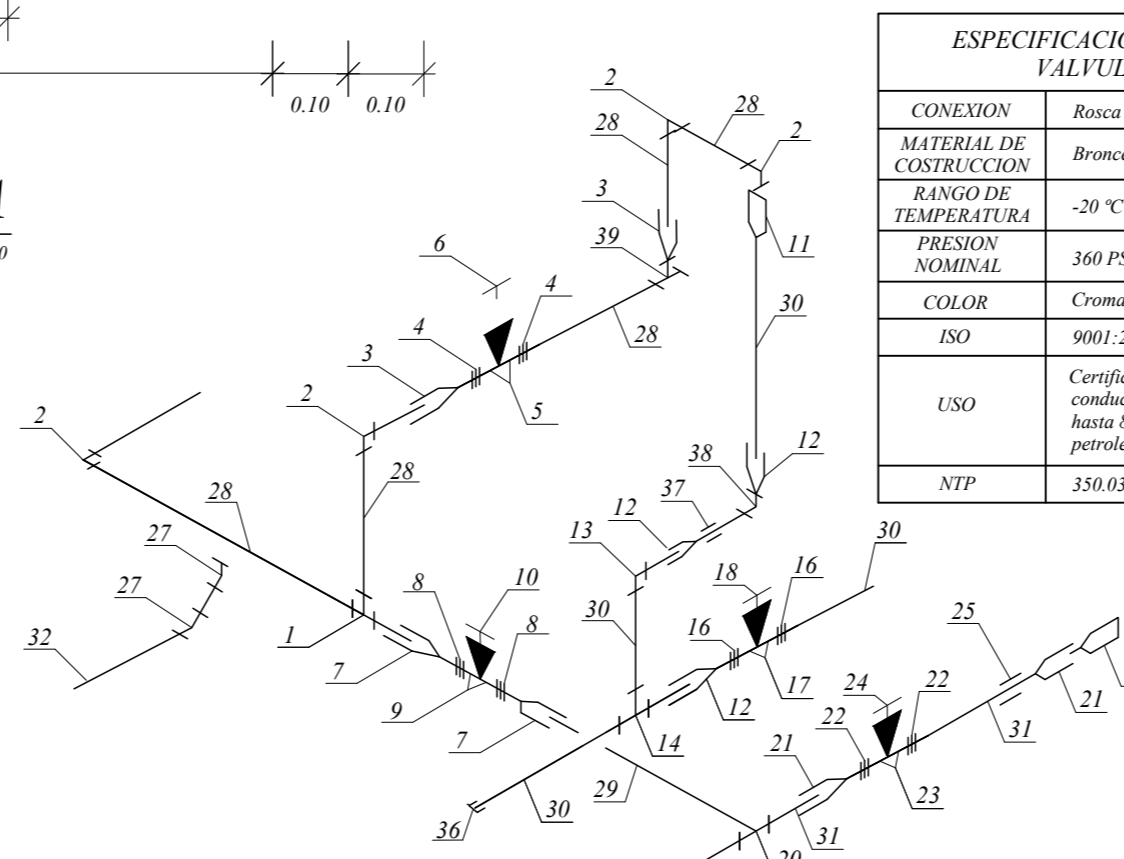 0.10 0.10
1
ESPECIFICACIO
VALVUL
CONEXION Rosca
MATERIAL DE
COSTRUCCION
Bronce
RANGO DE
TEMPERATURA
-20 °C
PRESION
NOMINAL
360 PS
COLOR Croma
ISO 9001:2
USO
Certific
conduc
hasta 8
petrole
NTP 350.03
2
28
28
2
3
11
39
6
4
4
28
30
3
5
2
2
38
12
28
28
37
12
13
30
27
10
18
16
8
27
8
30
16
25
32
1
7
9
17
24
22
12
22
21
7
14
21
31
29
23
30
31
36
20